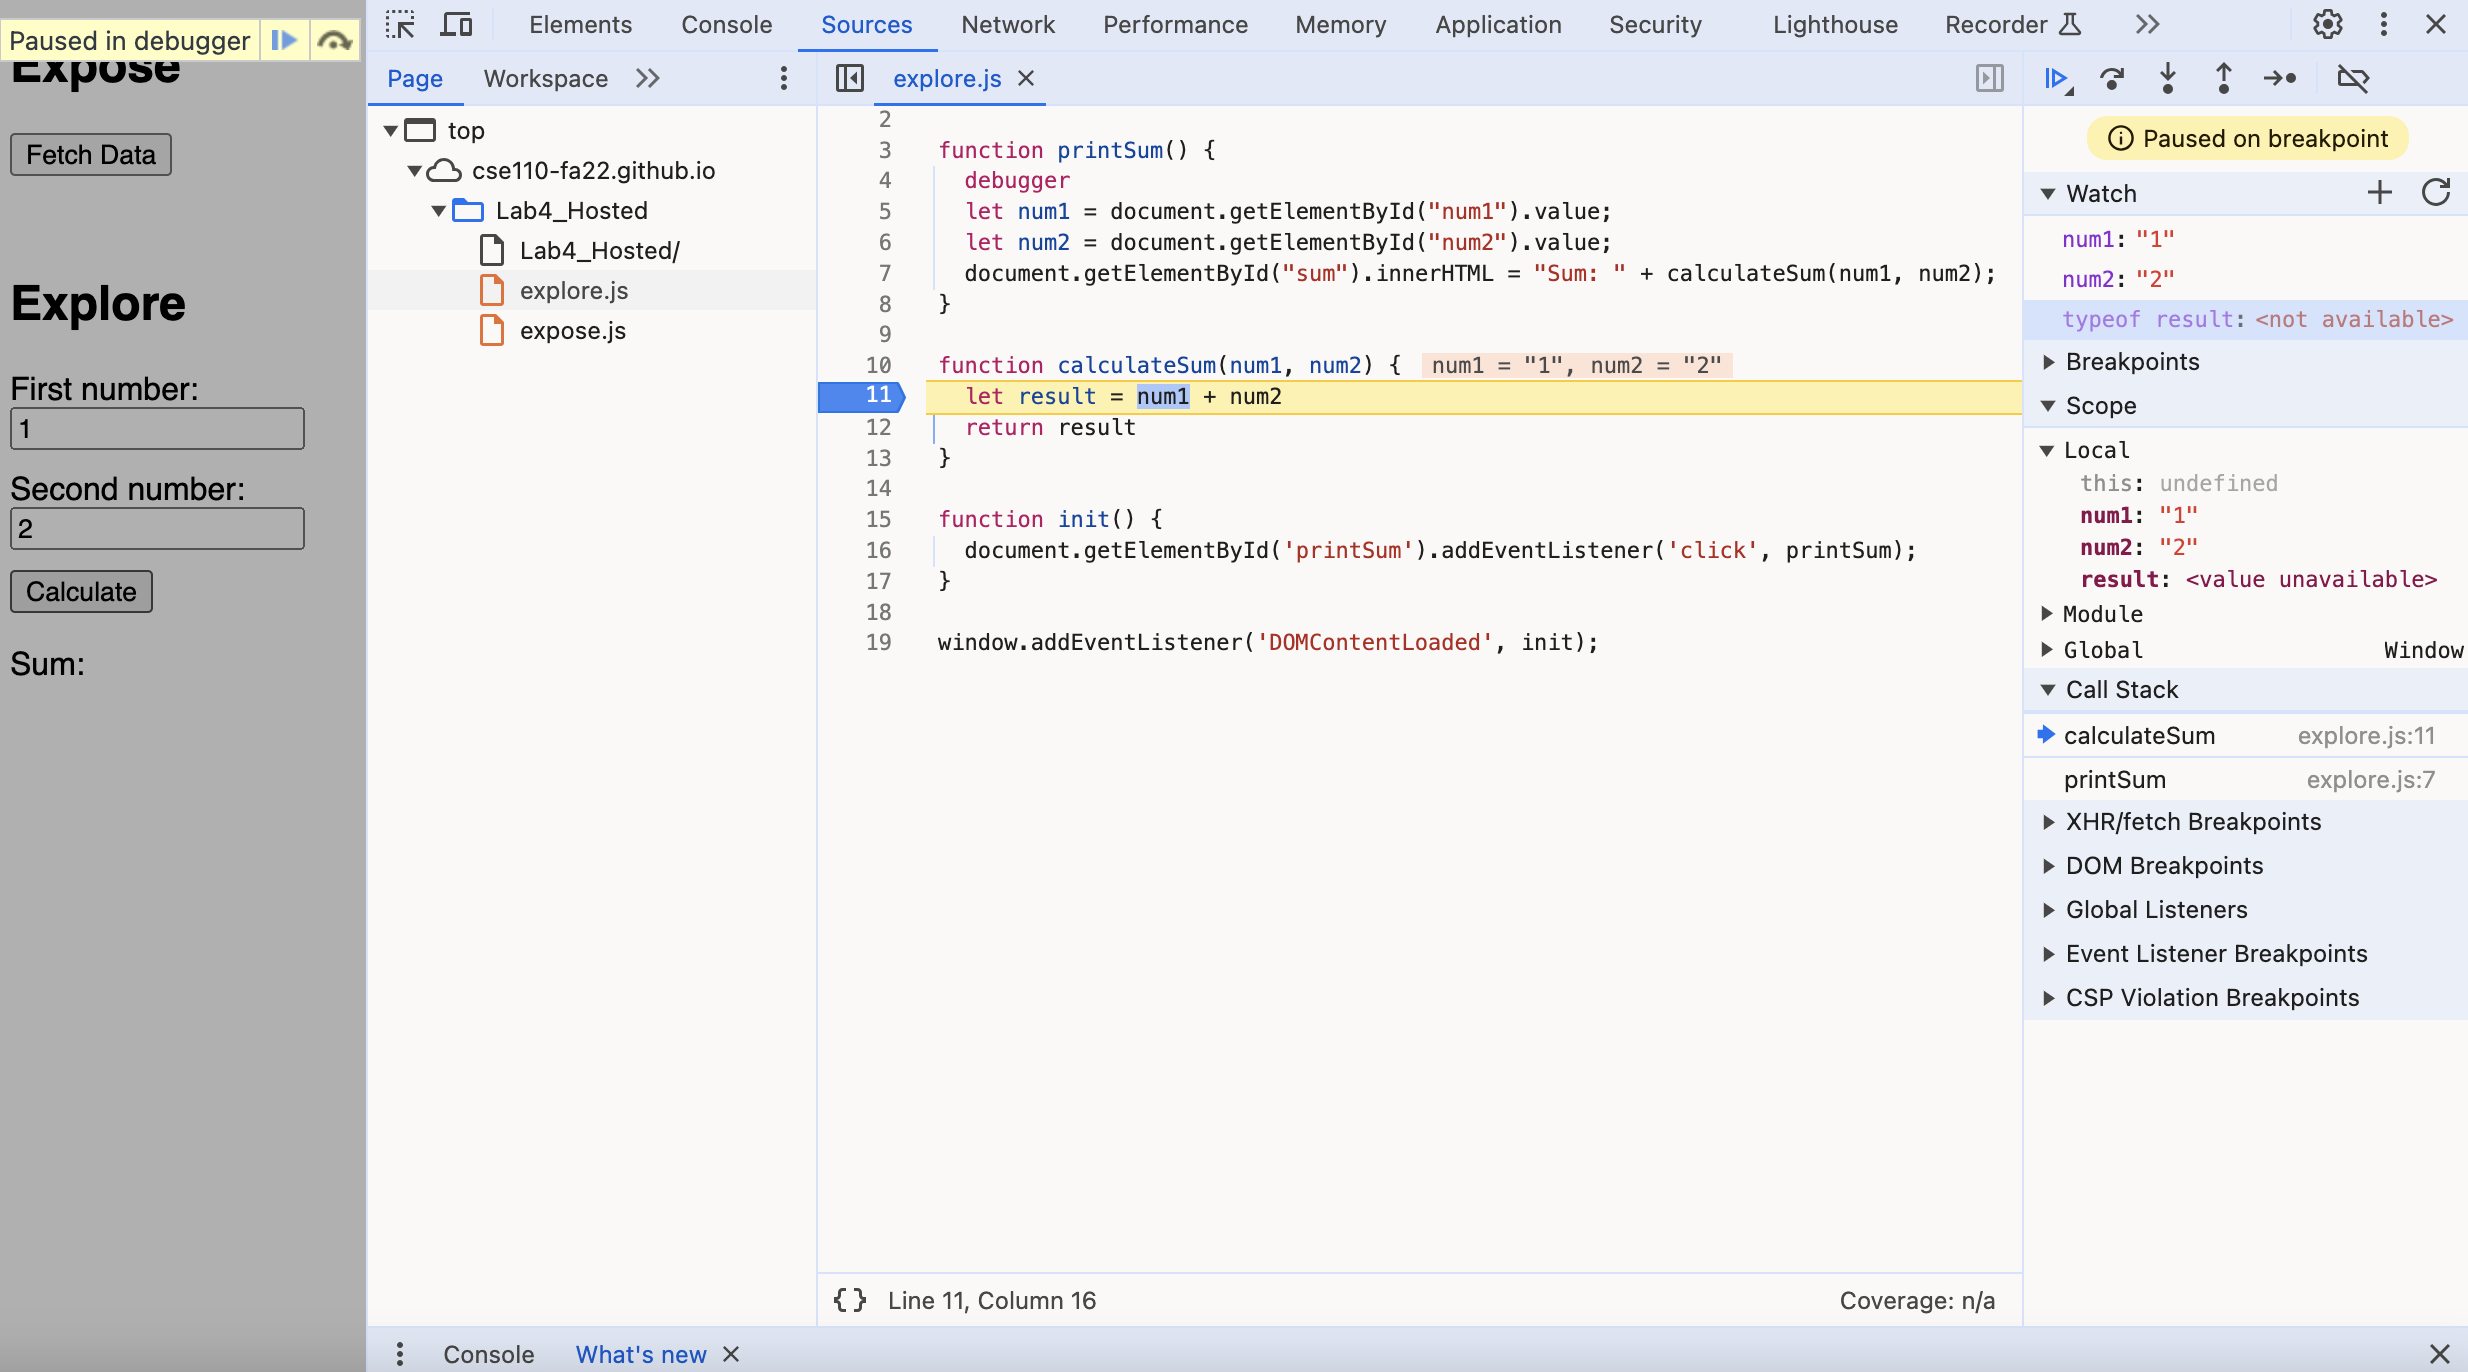 Paused in debugger
Expose
Fetch Data
Explore
First number:
1
Second number:
2
Calculate
Sum:
Elements Console Sources Network Performance Memory Application Security Lighthouse Recorder
Page Workspace
top
cse110-fa22.github.io
Lab4_Hosted
Lab4_Hosted/
explore.js
expose.js
explore.js
2
3 function printSum() {
4 debugger
5 let num1 = document.getElementById("num1").value;
6 let num2 = document.getElementById("num2").value;
7 document.getElementById("sum").innerHTML = "Sum: " + calculateSum(num1, num2);
8 }
9
10 function calculateSum(num1, num2) { num1 = "1", num2 = "2"
11 let result = num1 + num2
12 return result
13 }
14
15 function init() {
16 document.getElementById('printSum').addEventListener('click', printSum);
17 }
18
19 window.addEventListener('DOMContentLoaded', init);
{} Line 11, Column 16 Coverage: n/a
Paused on breakpoint
Watch
num1: "1"
num2: "2"
typeof result: <not available>
Breakpoints
Scope
Local
this: undefined
num1: "1"
num2: "2"
result: <value unavailable>
Module
Global Window
Call Stack
calculateSum explore.js:11
printSum explore.js:7
XHR/fetch Breakpoints
DOM Breakpoints
Global Listeners
Event Listener Breakpoints
CSP Violation Breakpoints
Console What's new